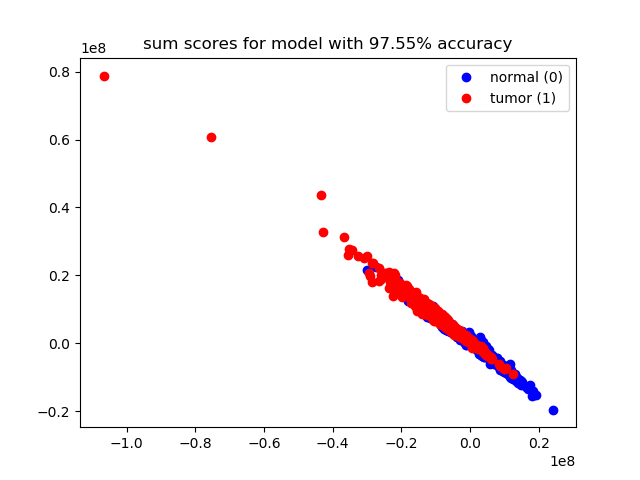 sum scores for model with 97.55% accuracy
1e8
normal (0)
tumor (1)
0.8
0.6
0.4
0.2
0.0
−0.2
−1.0 −0.8 −0.6 −0.4 −0.2 0.0 0.2
1e8